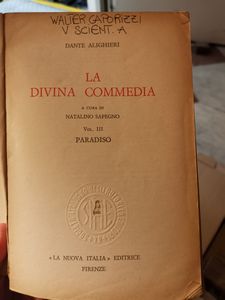 WALTER CAPORIZZI
V SCIENT. A
DANTE ALIGHIERI
LA
DIVINA COMMEDIA
A CURA DI
NATALINO SAPEGNO
VOL. III
PARADISO
«LA NUOVA ITALIA» EDITRICE
FIRENZE